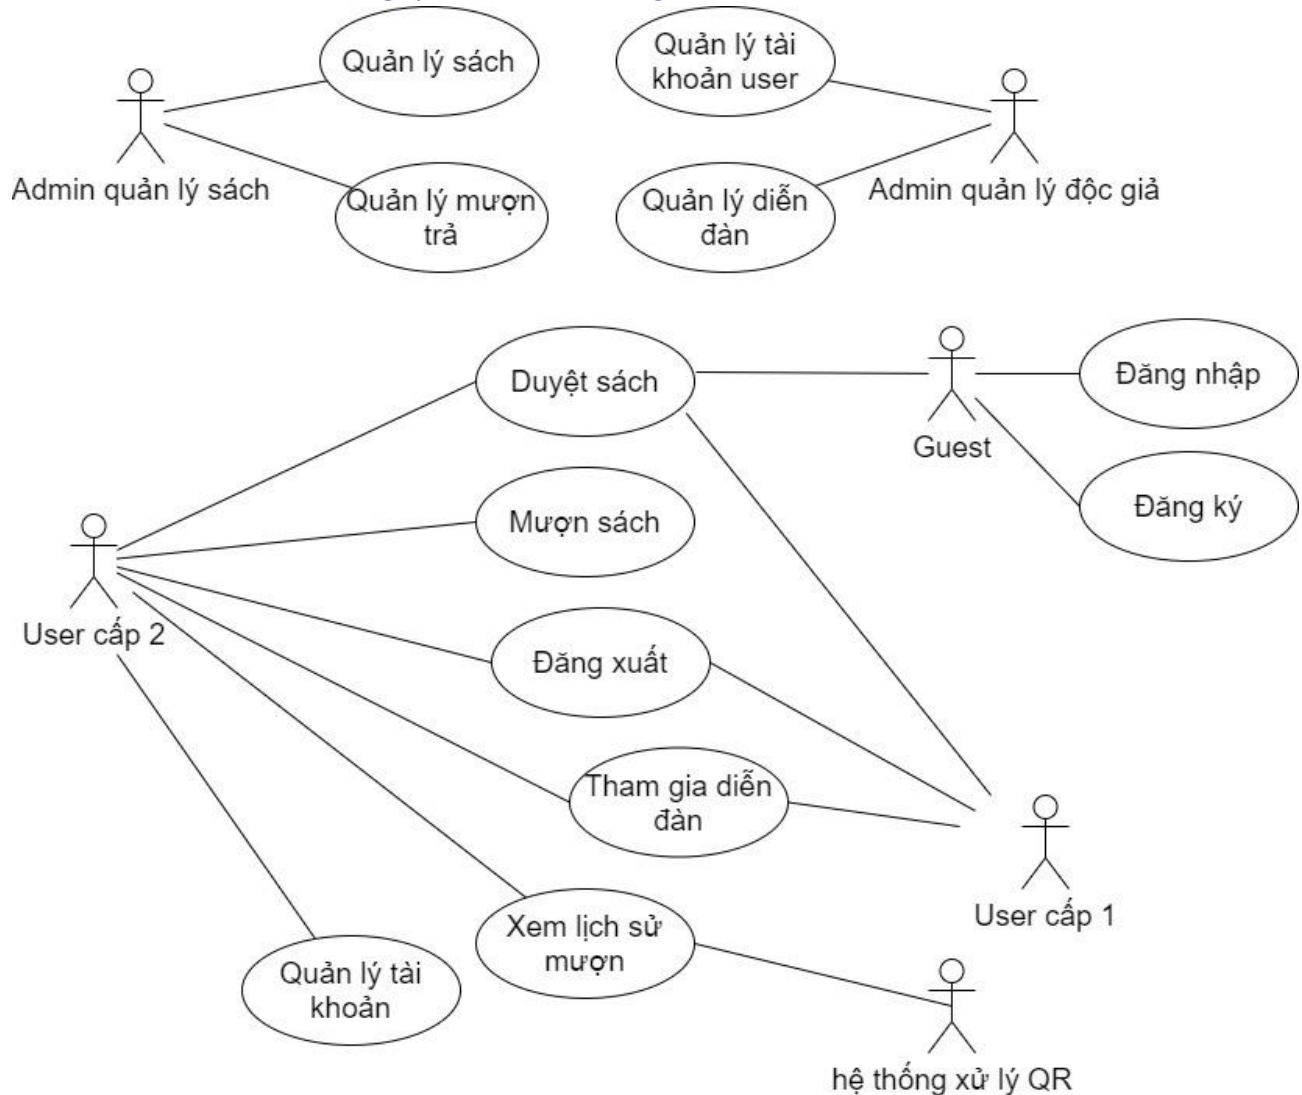 Quản lý sách
Quản lý tài
khoản user
Admin quản lý sách
Quản lý mượn
trả
Quản lý diễn
đàn
Admin quản lý độc giả
Duyệt sách
Guest
Đăng nhập
Mượn sách
Đăng ký
User cấp 2
Đăng xuất
Tham gia diễn
đàn
User cấp 1
Xem lịch sử
mượn
Quản lý tài
khoản
hệ thống xử lý QR